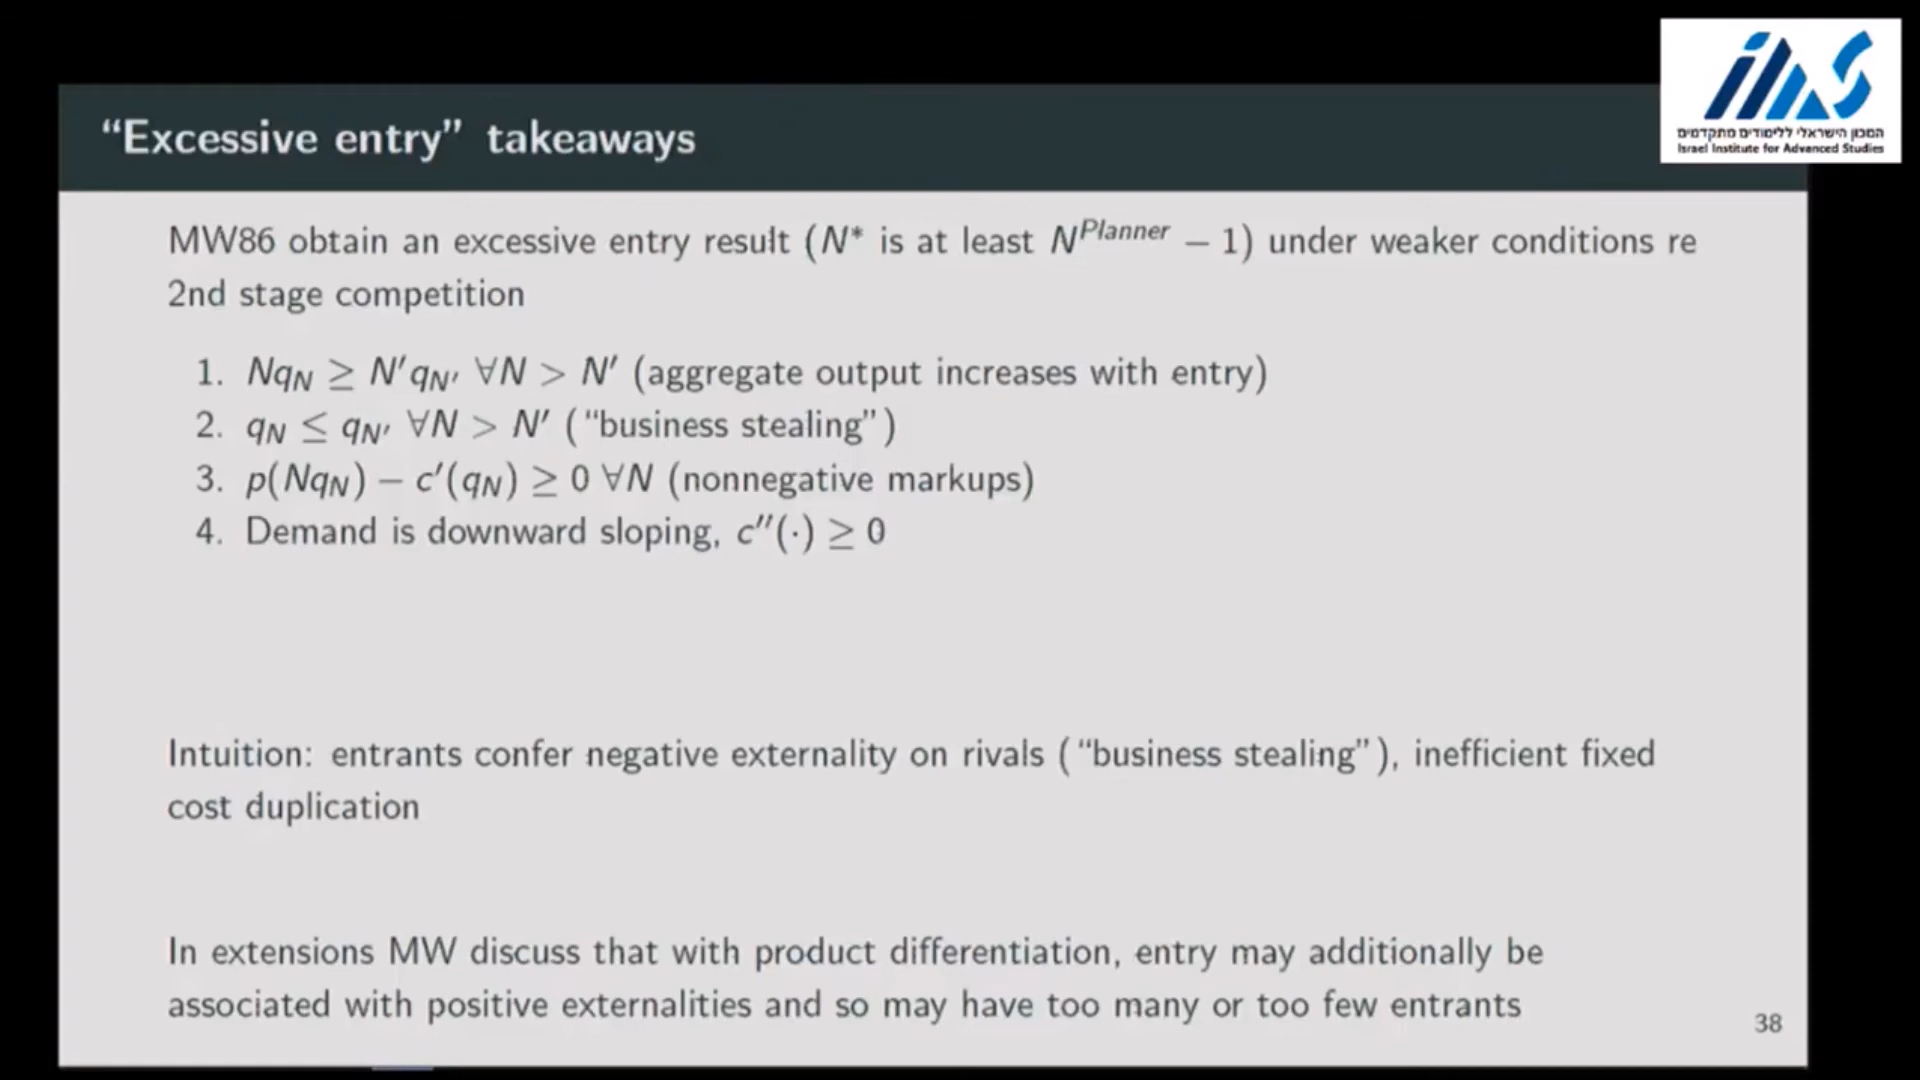 המכון הישראלי ללימודים מתקדמים
Israel Institute for Advanced Studies
“Excessive entry” takeaways
MW86 obtain an excessive entry result (N* is at least N^Planner − 1) under weaker conditions re
2nd stage competition
1. Nq_N ≥ N′q_N′ ∀N > N′ (aggregate output increases with entry)
2. q_N ≤ q_N′ ∀N > N′ (“business stealing”)
3. p(Nq_N) − c′(q_N) ≥ 0 ∀N (nonnegative markups)
4. Demand is downward sloping, c″(·) ≥ 0
Intuition: entrants confer negative externality on rivals (“business stealing”), inefficient fixed
cost duplication
In extensions MW discuss that with product differentiation, entry may additionally be
associated with positive externalities and so may have too many or too few entrants
38